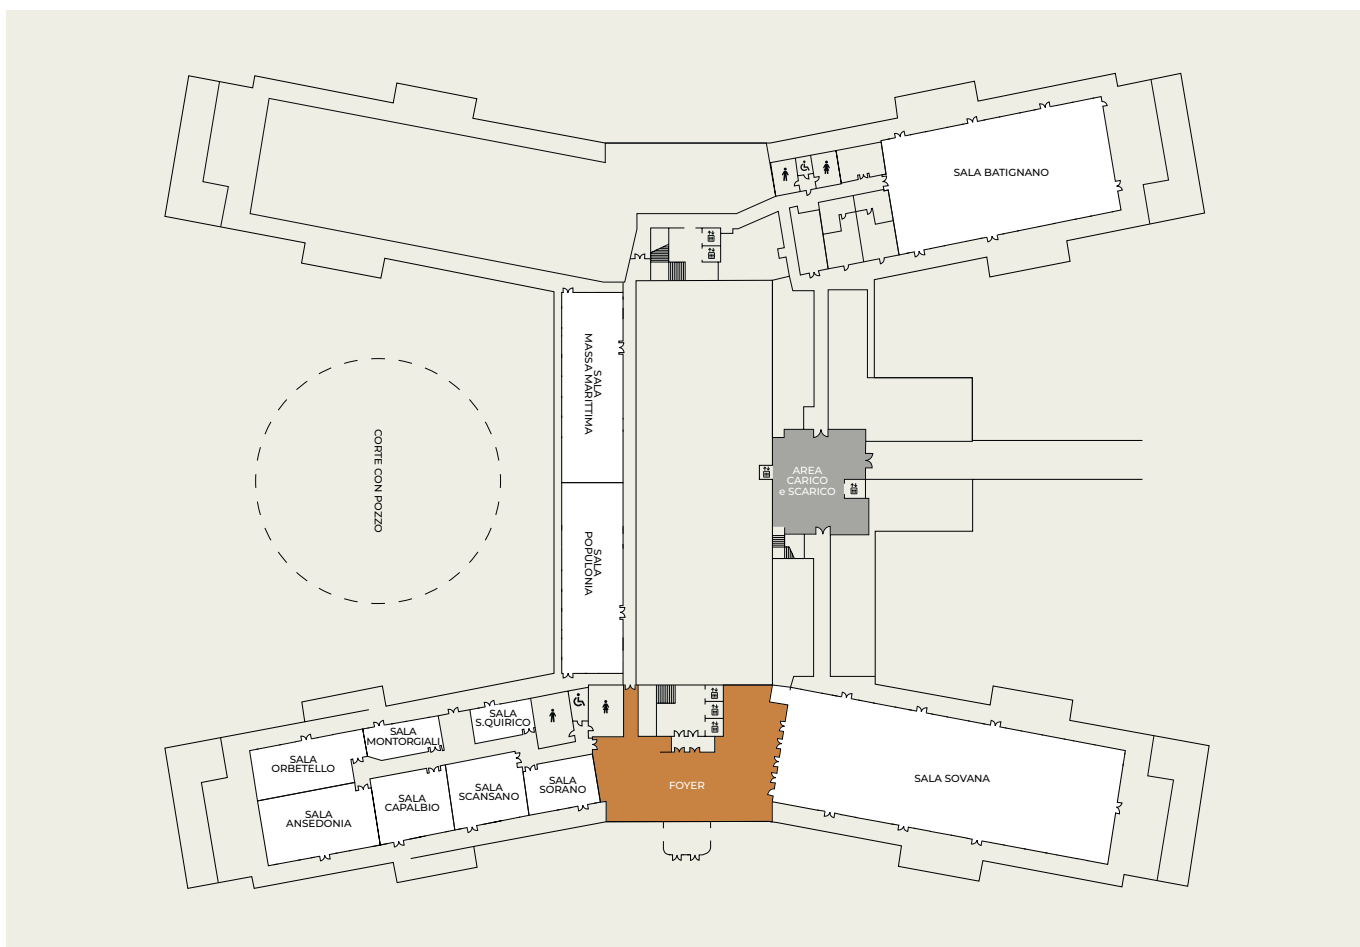 SALA BATIGNANO
SALA
MASSA MARITTIMA
CORTE CON POZZO
AREA
CARICO
e SCARICO
SALA
POPULONIA
SALA
S.QUIRICO
SALA
MONTORGIALI
SALA
ORBETELLO
SALA
ANSEDONIA
SALA
CAPALBIO
SALA
SCANSANO
SALA
SORANO
FOYER
SALA SOVANA